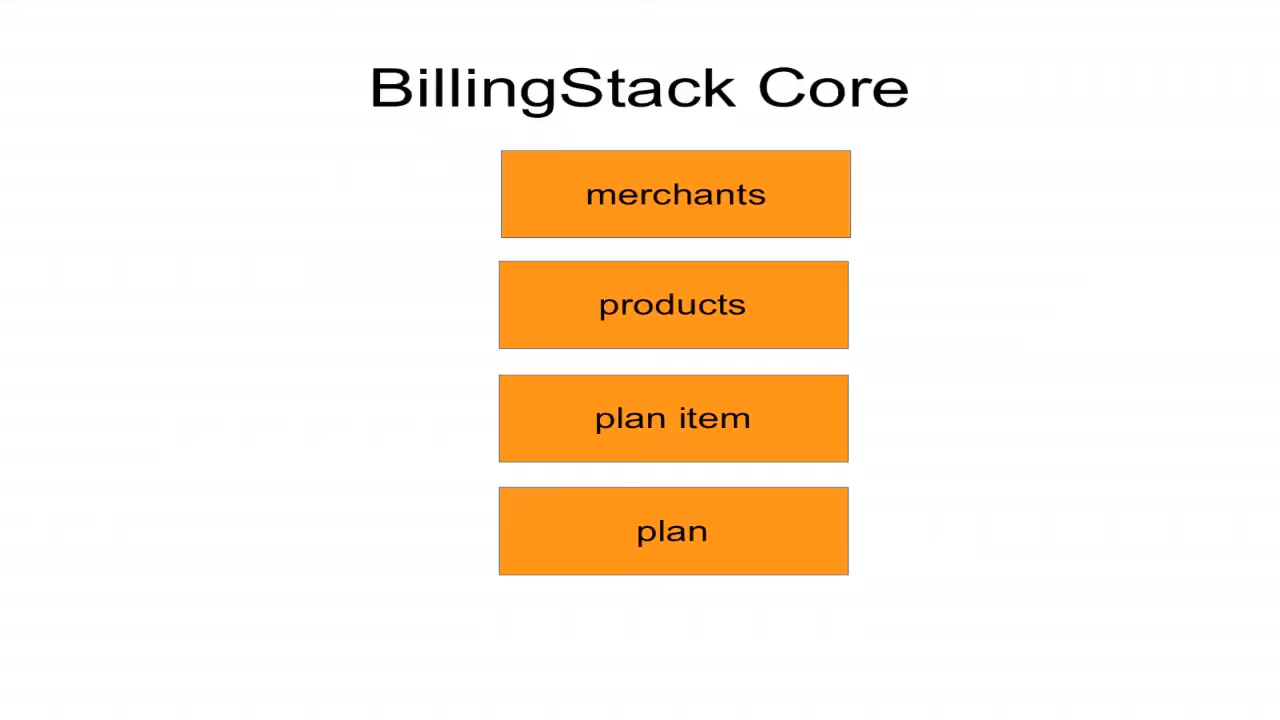 BillingStack Core
merchants
products
plan item
plan